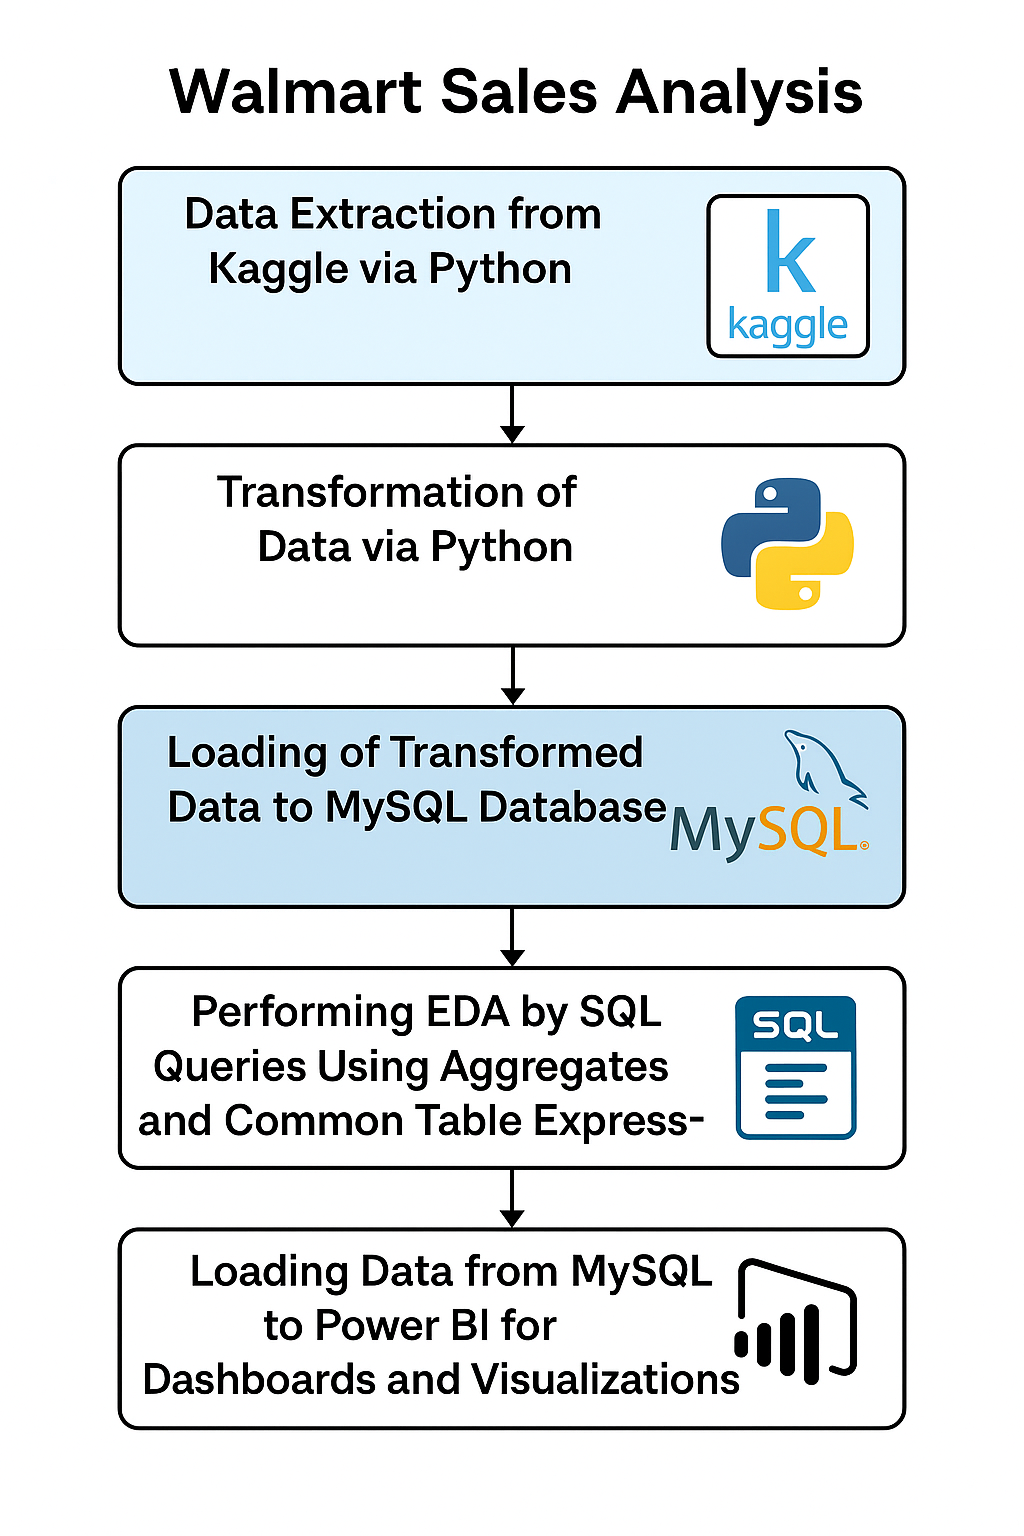 Walmart Sales Analysis
Data Extraction from
Kaggle via Python
k
kaggle
Transformation of
Data via Python
Loading of Transformed
Data to MySQL Database
MySQL®
Performing EDA by SQL
Queries Using Aggregates
and Common Table Express-
SQL
Loading Data from MySQL
to Power BI for
Dashboards and Visualizations